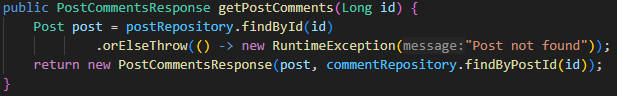 public PostCommentsResponse getPostComments(Long id) {
    Post post = postRepository.findById(id)
            .orElseThrow(() -> new RuntimeException(message:"Post not found"));
    return new PostCommentsResponse(post, commentRepository.findByPostId(id));
}